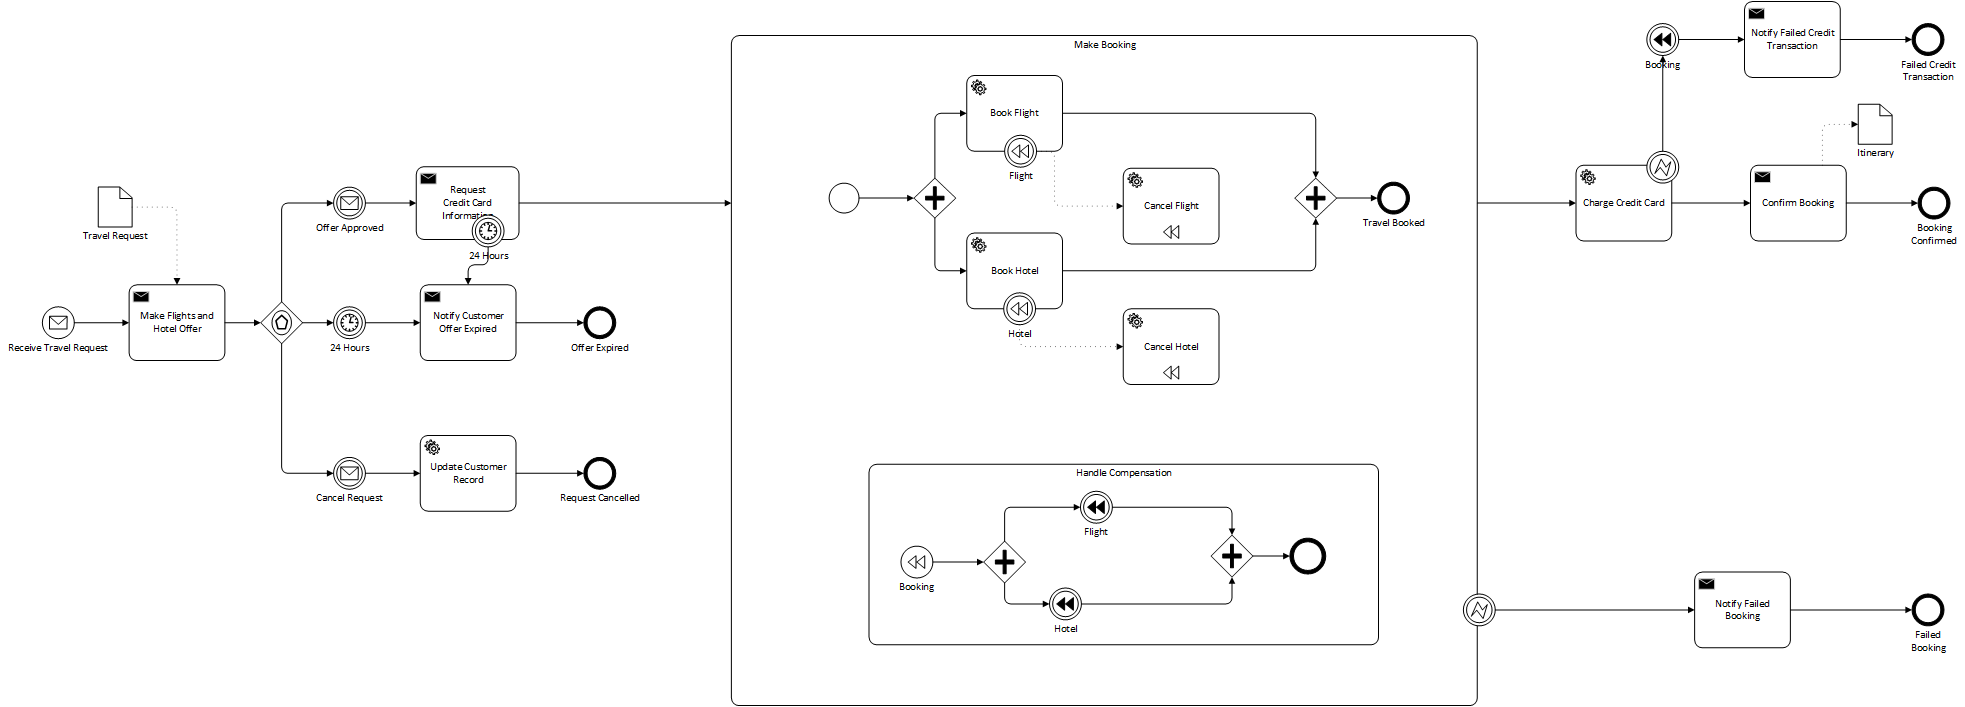 Travel Request
Receive Travel Request
Make Flights and
Hotel Offer
Offer Approved
24 Hours
Cancel Request
Request
Credit Card
Information
24 Hours
Notify Customer
Offer Expired
Offer Expired
Update Customer
Record
Request Cancelled
Make Booking
Book Flight
Flight
Cancel Flight
Book Hotel
Hotel
Cancel Hotel
Travel Booked
Handle Compensation
Booking
Flight
Hotel
Booking
Notify Failed Credit
Transaction
Failed Credit
Transaction
Charge Credit Card
Itinerary
Confirm Booking
Booking
Confirmed
Notify Failed
Booking
Failed
Booking